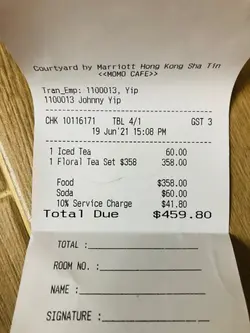 Courtyard by Marriott Hong Kong Sha Tin
<<MOMO CAFE>>
Tran_Emp: 1100013, Yip
1100013 Johnny Yip
CHK 10116171 TBL 4/1 GST 3
19 Jun'21 15:08 PM
1 Iced Tea 60.00
1 Floral Tea Set $358 358.00
Food $358.00
Soda $60.00
10% Service Charge $41.80
Total Due $459.80
TOTAL :
ROOM NO. :
NAME :
SIGNATURE :